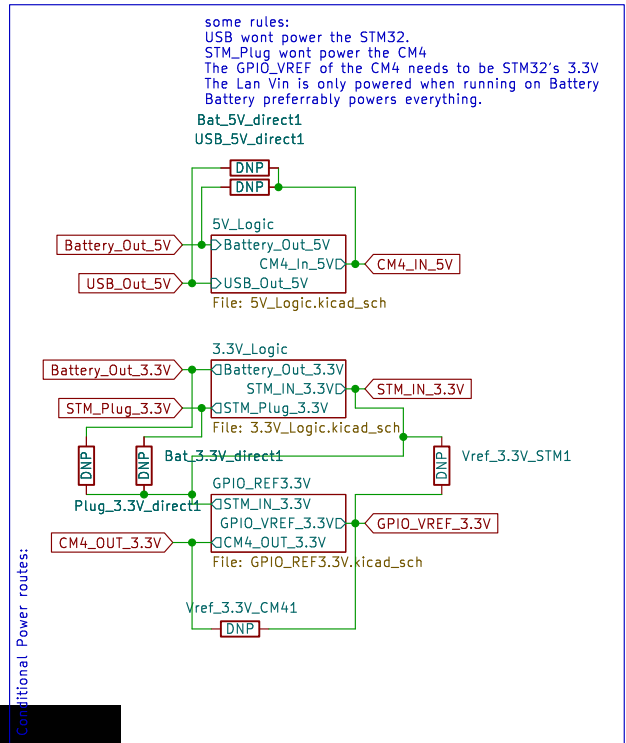 some rules:
USB wont power the STM32.
STM_Plug wont power the CM4
The GPIO_VREF of the CM4 needs to be STM32's 3.3V
The Lan Vin is only powered when running on Battery
Battery preferrably powers everything.
Bat_5V_direct1
USB_5V_direct1
DNP
DNP
5V_Logic
Battery_Out_5V
Battery_Out_5V
CM4_In_5V
CM4_IN_5V
USB_Out_5V
USB_Out_5V
File: 5V_Logic.kicad_sch
3.3V_Logic
Battery_Out_3.3V
Battery_Out_3.3V
STM_IN_3.3V
STM_IN_3.3V
STM_Plug_3.3V
STM_Plug_3.3V
File: 3.3V_Logic.kicad_sch
DNP
DNP
Bat_3.3V_direct1
DNP
Vref_3.3V_STM1
Plug_3.3V_direct1
GPIO_REF3.3V
STM_IN_3.3V
GPIO_VREF_3.3V
GPIO_VREF_3.3V
CM4_OUT_3.3V
CM4_OUT_3.3V
File: GPIO_REF3.3V.kicad_sch
Vref_3.3V_CM41
DNP
Conditional Power routes: